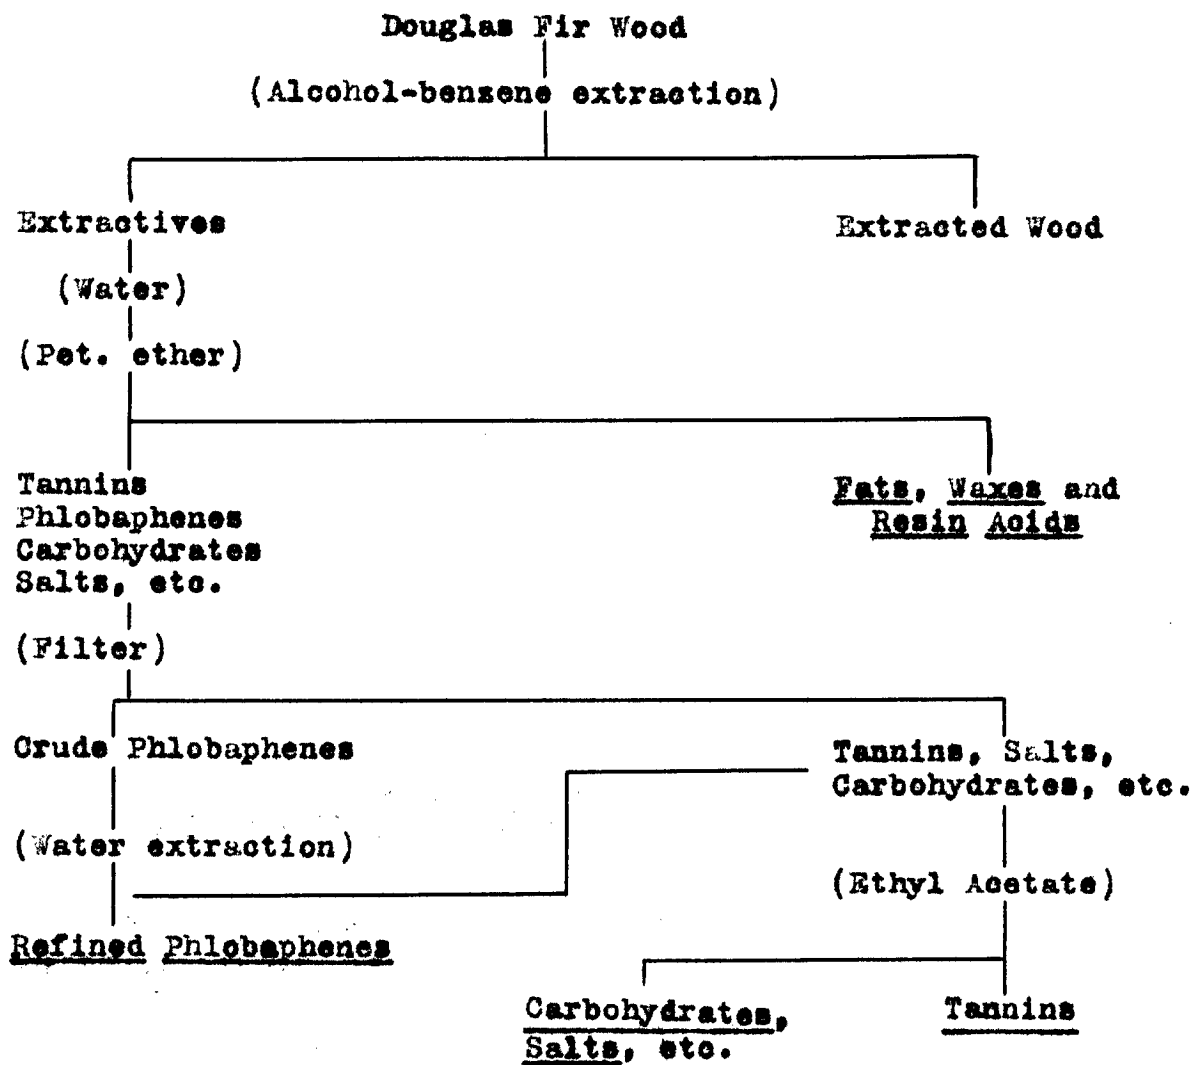 Douglas Fir Wood
(Alcohol-benzene extraction)
Extractives
Extracted Wood
(Water)
(Pet. ether)
Tannins
Phlobaphenes
Carbohydrates
Salts, etc.
Fats, Waxes and
Resin Acids
(Filter)
Crude Phlobaphenes
Tannins, Salts,
Carbohydrates, etc.
(Water extraction)
(Ethyl Acetate)
Refined Phlobaphenes
Carbohydrates,
Salts, etc.
Tannins